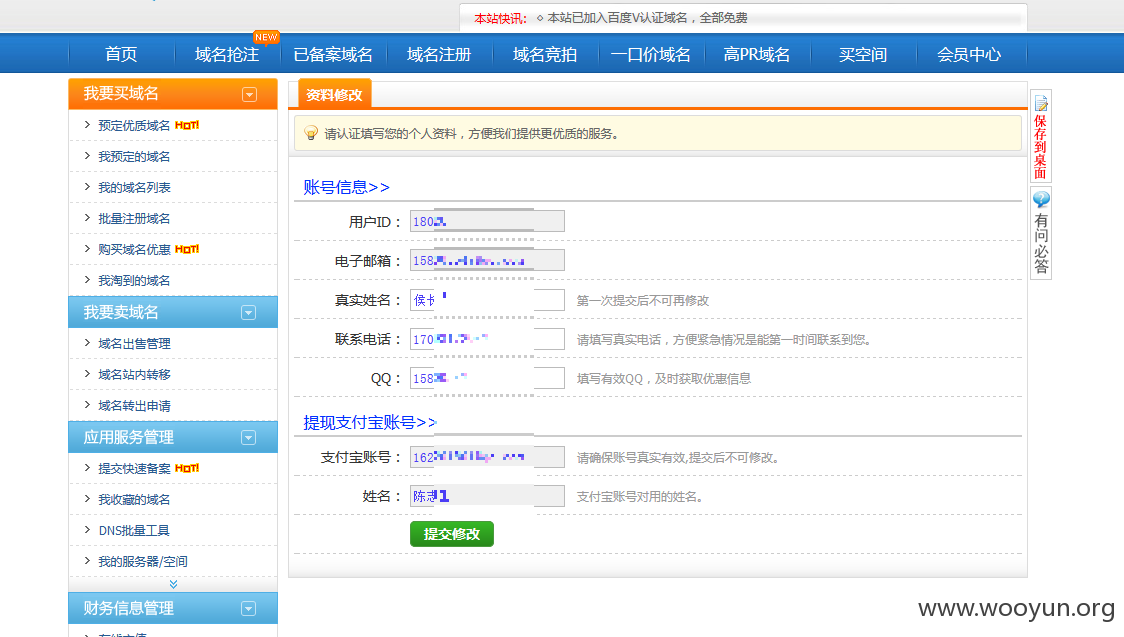 本站快讯: ◇ 本站已加入百度V认证域名，全部免费
首页 域名抢注 NEW 已备案域名 域名注册 域名竞拍 一口价域名 高PR域名 买空间 会员中心
我要买域名
预定优质域名 HOT!
我预定的域名
我的域名列表
批量注册域名
购买域名优惠 HOT!
我淘到的域名
我要卖域名
域名出售管理
域名站内转移
域名转出申请
应用服务管理
提交快速备案 HOT!
我收藏的域名
DNS批量工具
我的服务器/空间
财务信息管理
资料修改
请认证填写您的个人资料，方便我们提供更优质的服务。
账号信息>>
用户ID： 180
电子邮箱： 158
真实姓名： 侯 第一次提交后不可再修改
联系电话： 170 请填写真实电话，方便紧急情况是能第一时间联系到您。
QQ： 158 填写有效QQ，及时获取优惠信息
提现支付宝账号>>
支付宝账号： 162 请确保账号真实有效,提交后不可修改。
姓名： 陈 支付宝账号对用的姓名。
提交修改
保存到桌面
有问必答
www.wooyun.org